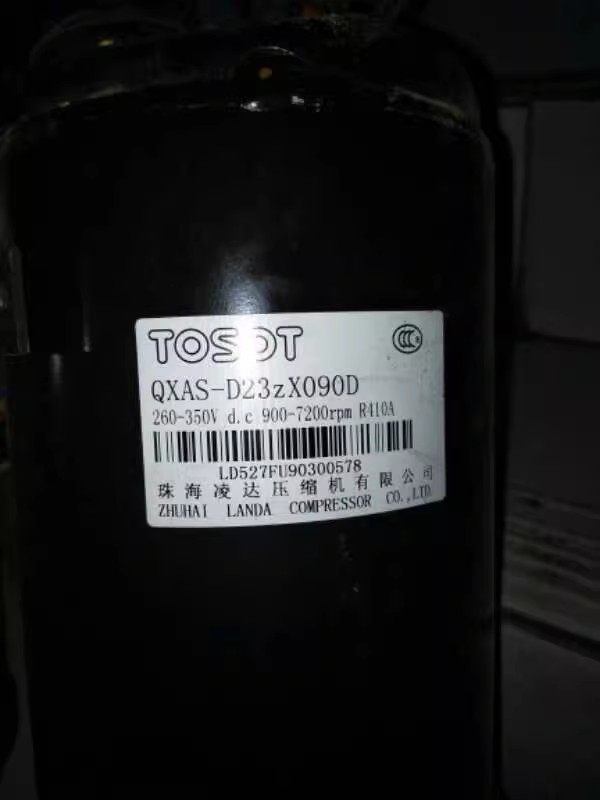 TOSOT
QXAS-D23zX090D
260-350V d.c 900-7200rpm R410A
LD527FU90300578
珠海凌达压缩机有限公司
ZHUHAI LANDA COMPRESSOR CO.,LTD.